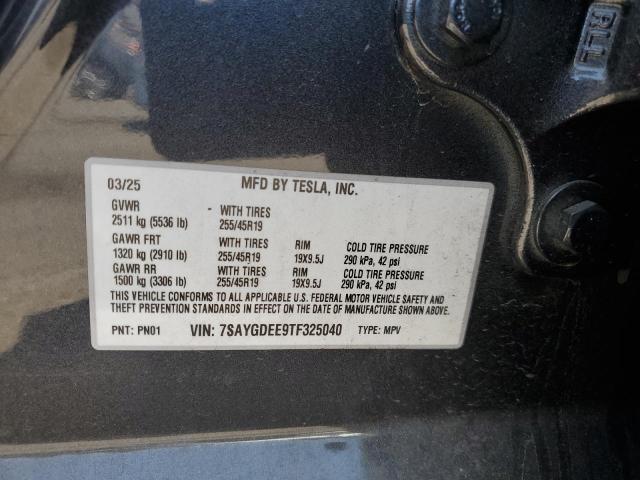 RLL
03/25 MFD BY TESLA, INC.
GVWR - WITH TIRES
2511 kg (5536 lb) 255/45R19
GAWR FRT WITH TIRES RIM COLD TIRE PRESSURE
1320 kg (2910 lb) 255/45R19 19X9.5J 290 kPa, 42 psi
GAWR RR WITH TIRES RIM COLD TIRE PRESSURE
1500 kg (3306 lb) 255/45R19 19X9.5J 290 kPa, 42 psi
THIS VEHICLE CONFORMS TO ALL APPLICABLE U.S. FEDERAL MOTOR VEHICLE SAFETY AND
THEFT PREVENTION STANDARDS IN EFFECT ON THE DATE OF MANUFACTURE SHOWN ABOVE.
PNT: PN01 VIN: 7SAYGDEE9TF325040 TYPE: MPV